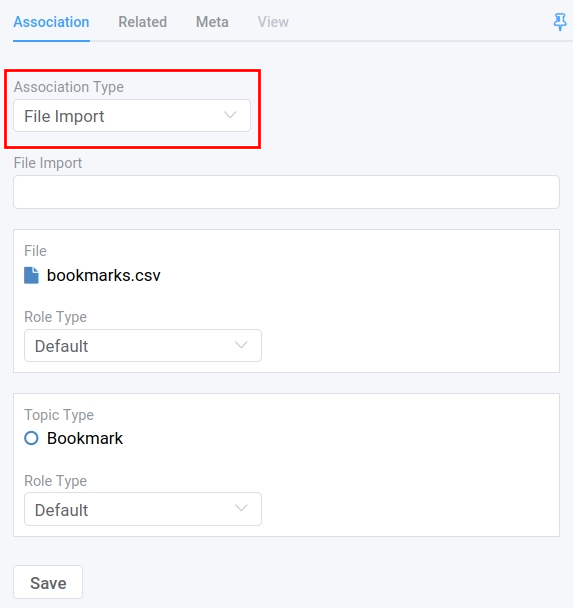 Association Related Meta View
Association Type
File Import
File Import
File
bookmarks.csv
Role Type
Default
Topic Type
Bookmark
Role Type
Default
Save